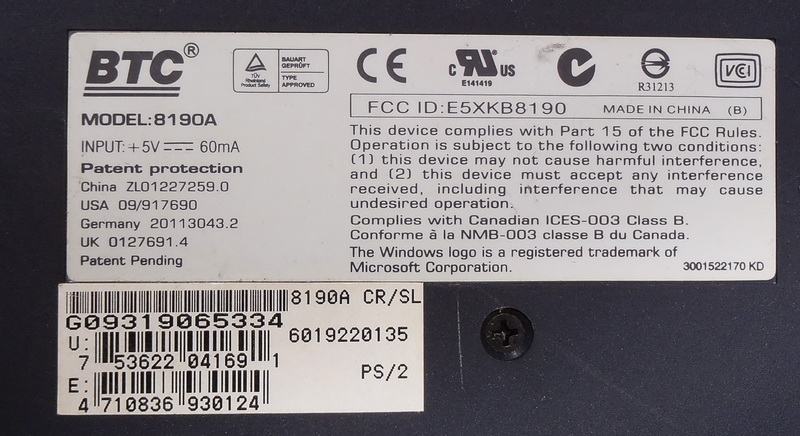 BTC®
TÜV
Rheinland
Product Safety
BAUART
GEPRÜFT
TYPE
APPROVED
CE
c RU US
E141419
R31213
VCI
FCC ID:E5XKB8190 MADE IN CHINA (B)
MODEL:8190A
INPUT:+5V 60mA
Patent protection
China ZL01227259.0
USA 09/917690
Germany 20113043.2
UK 0127691.4
Patent Pending
This device complies with Part 15 of the FCC Rules.
Operation is subject to the following two conditions:
(1) this device may not cause harmful interference,
and (2) this device must accept any interference
received, including interference that may cause
undesired operation.
Complies with Canadian ICES-003 Class B.
Conforme à la NMB-003 classe B du Canada.
The Windows logo is a registered trademark of
Microsoft Corporation.
3001522170 KD
8190A CR/SL
G09319065334
6019220135
U:
7 53622 04169 1
PS/2
E:
4 710836 930124